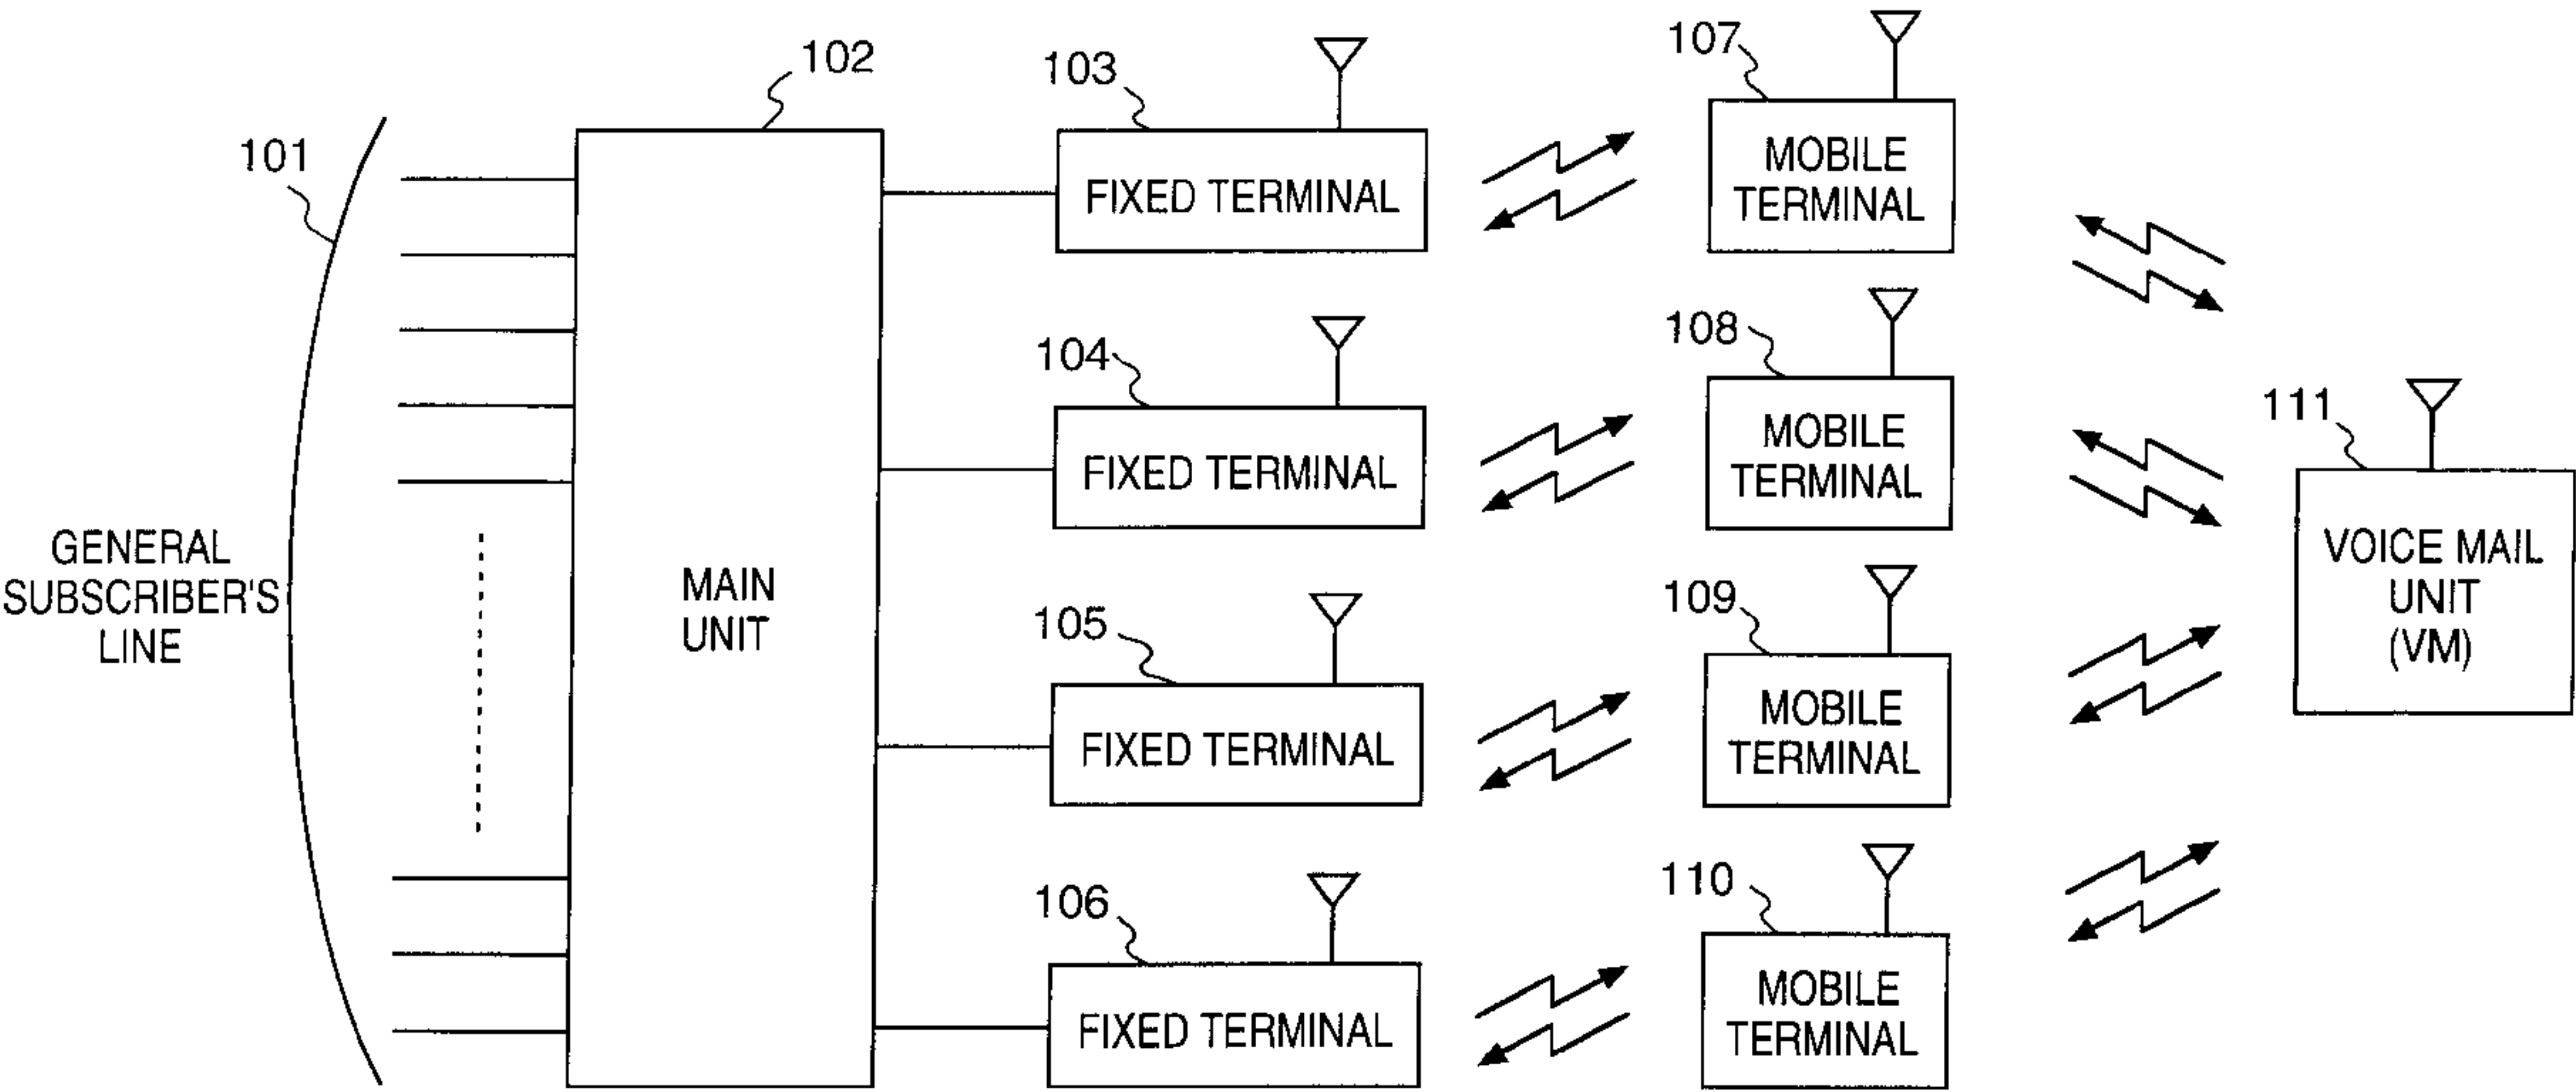 101
GENERAL
SUBSCRIBER'S
LINE
102
MAIN
UNIT
103
FIXED TERMINAL
104
FIXED TERMINAL
105
FIXED TERMINAL
106
FIXED TERMINAL
107
MOBILE
TERMINAL
108
MOBILE
TERMINAL
109
MOBILE
TERMINAL
110
MOBILE
TERMINAL
111
VOICE MAIL
UNIT
(VM)